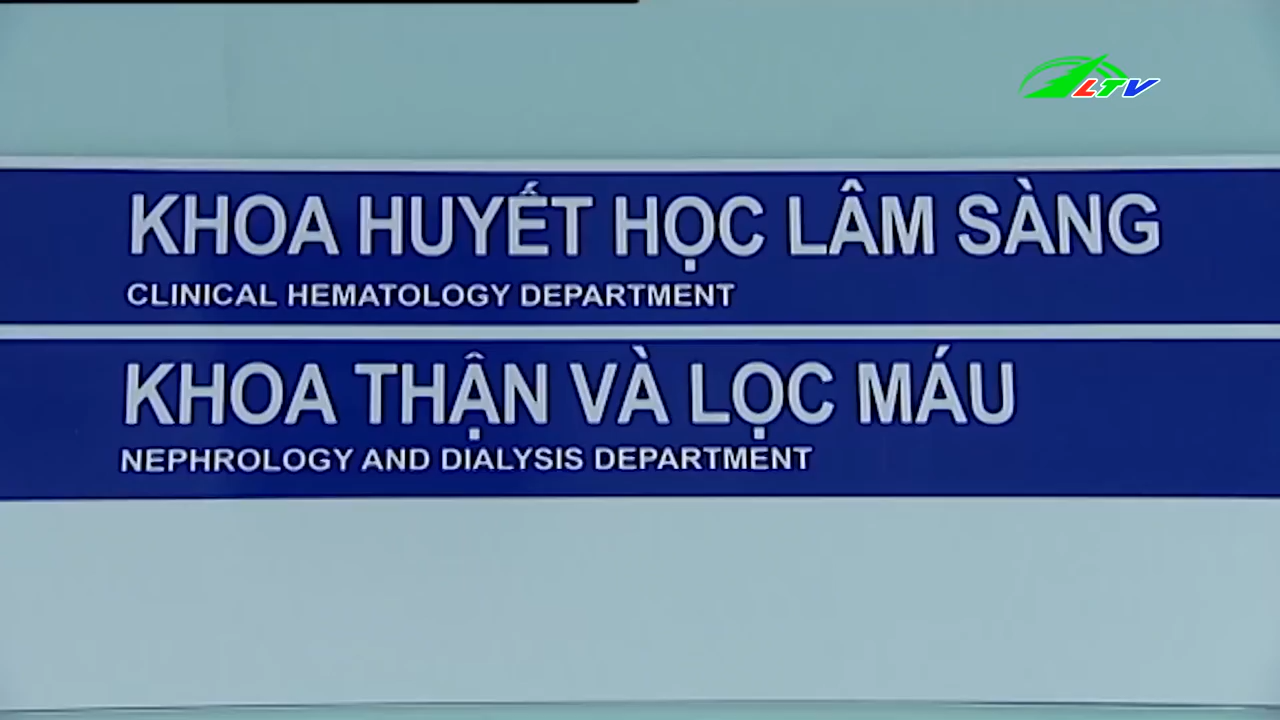 LTV
KHOA HUYẾT HỌC LÂM SÀNG
CLINICAL HEMATOLOGY DEPARTMENT
KHOA THẬN VÀ LỌC MÁU
NEPHROLOGY AND DIALYSIS DEPARTMENT